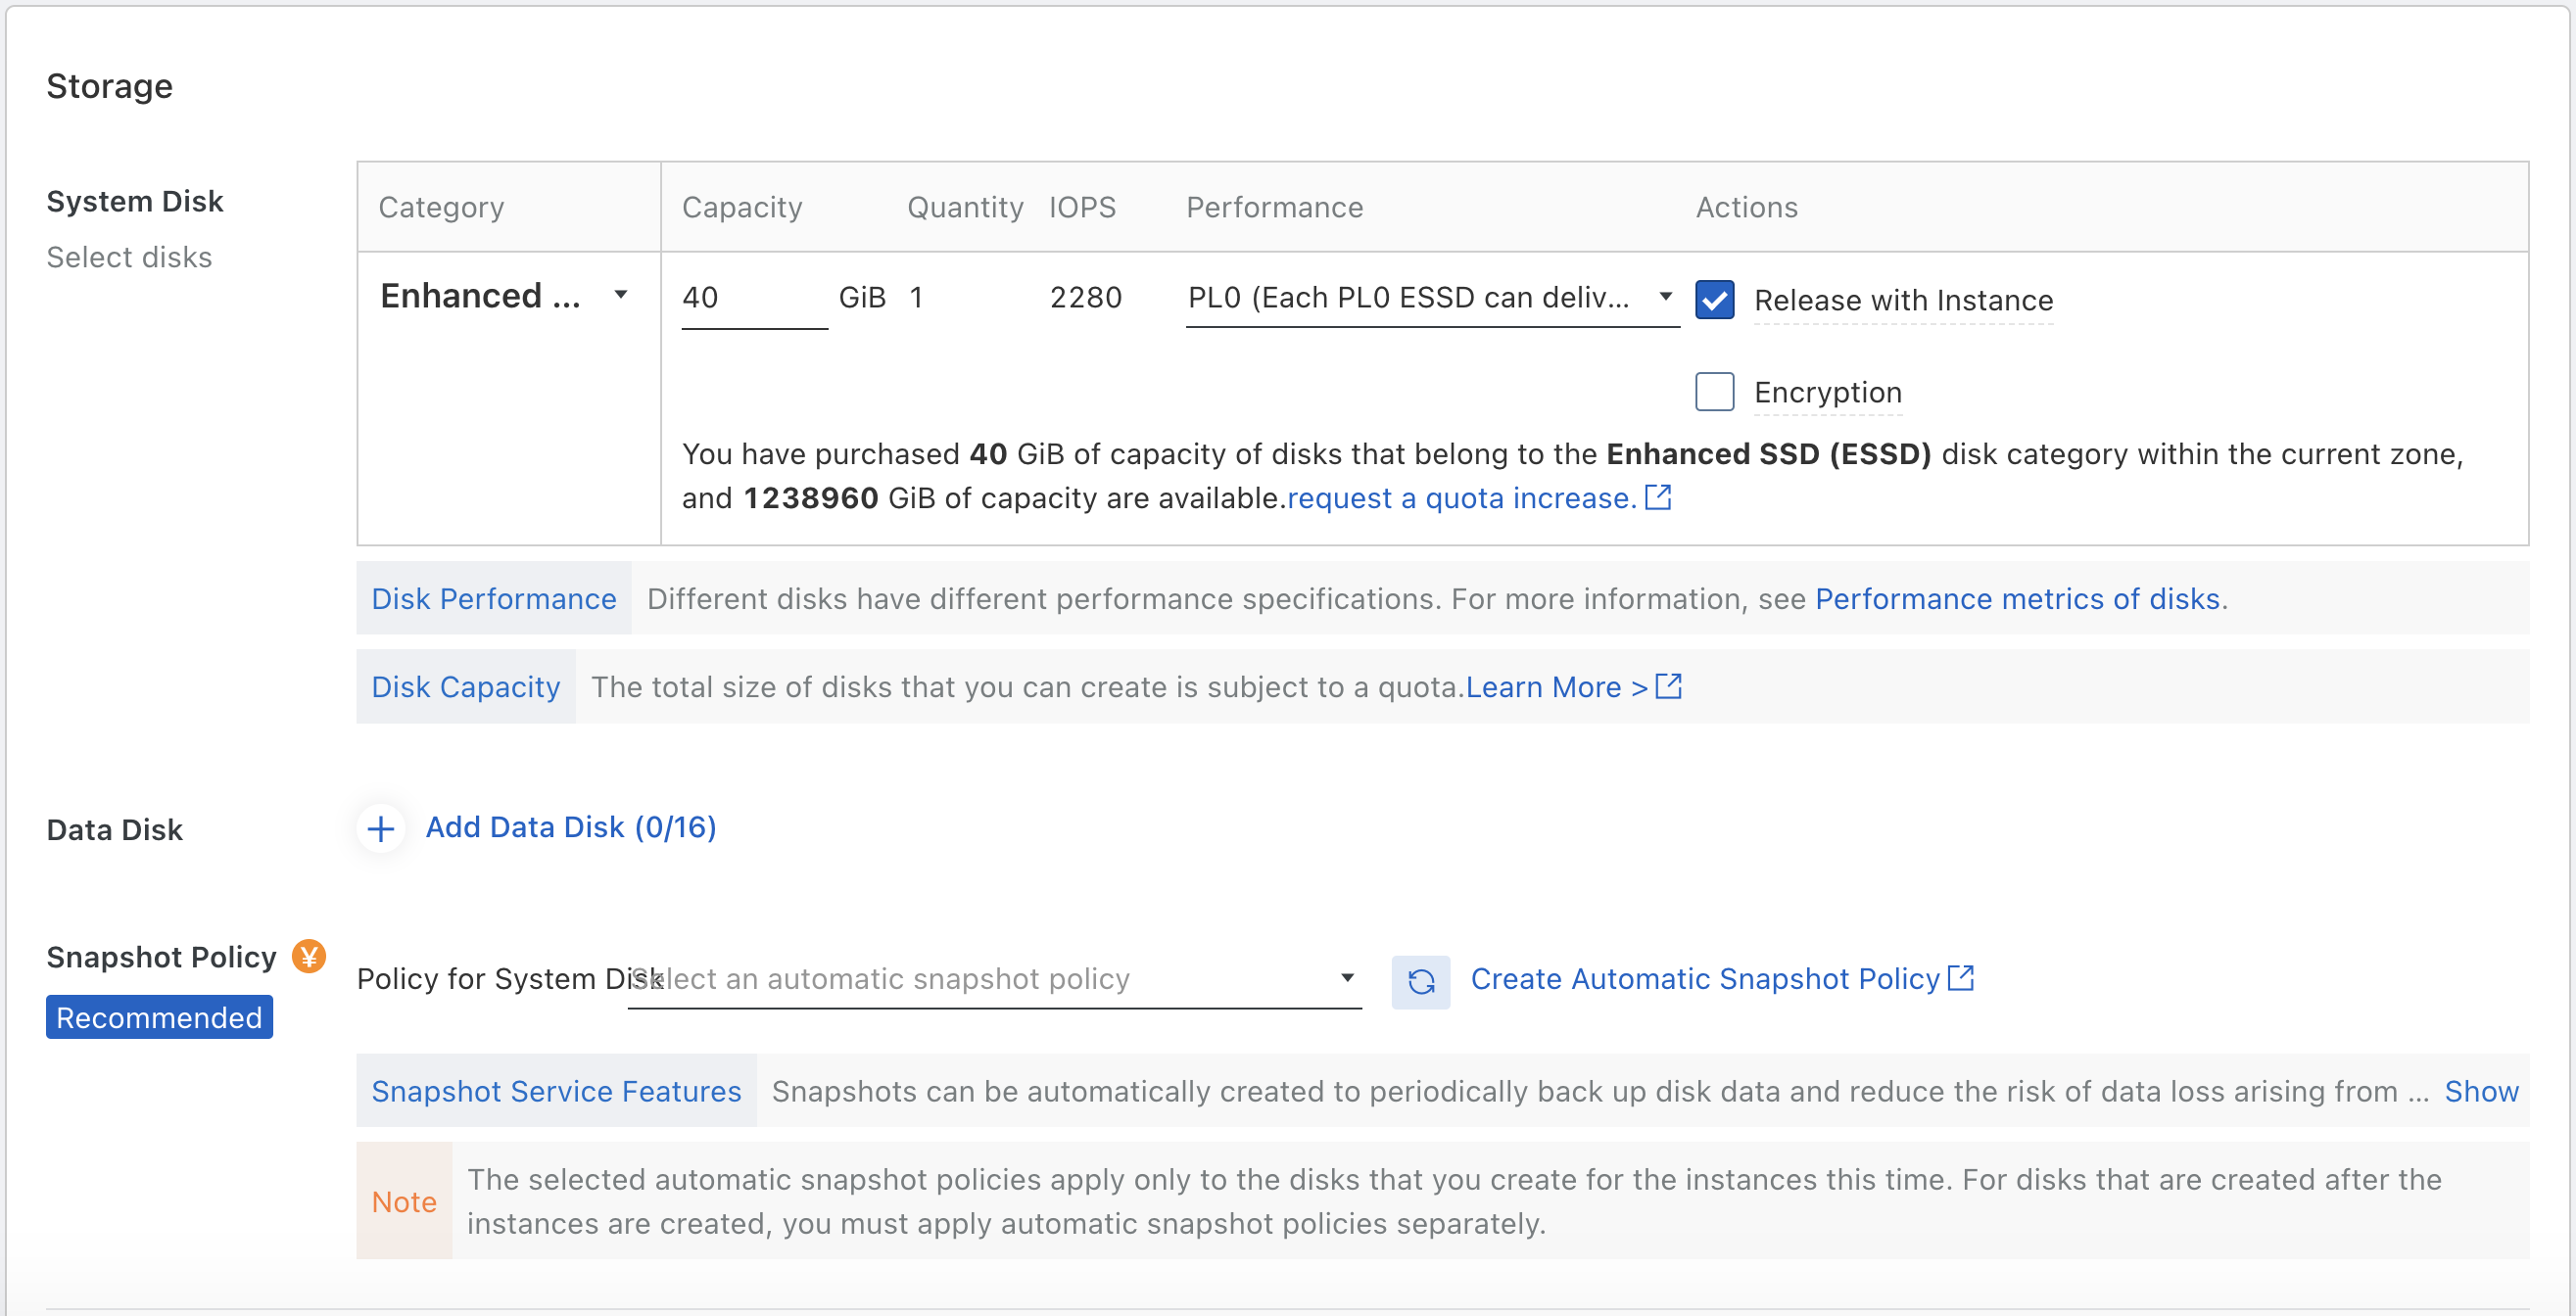 Storage
System Disk
Select disks
Category Capacity Quantity IOPS Performance Actions
Enhanced ... 40 GiB 1 2280 PL0 (Each PL0 ESSD can deliv... Release with Instance
Encryption
You have purchased 40 GiB of capacity of disks that belong to the Enhanced SSD (ESSD) disk category within the current zone,
and 1238960 GiB of capacity are available.request a quota increase.
Disk Performance Different disks have different performance specifications. For more information, see Performance metrics of disks.
Disk Capacity The total size of disks that you can create is subject to a quota.Learn More >
Data Disk
+ Add Data Disk (0/16)
Snapshot Policy ¥
Recommended
Policy for System Disk Select an automatic snapshot policy Create Automatic Snapshot Policy
Snapshot Service Features Snapshots can be automatically created to periodically back up disk data and reduce the risk of data loss arising from ... Show
Note The selected automatic snapshot policies apply only to the disks that you create for the instances this time. For disks that are created after the
instances are created, you must apply automatic snapshot policies separately.